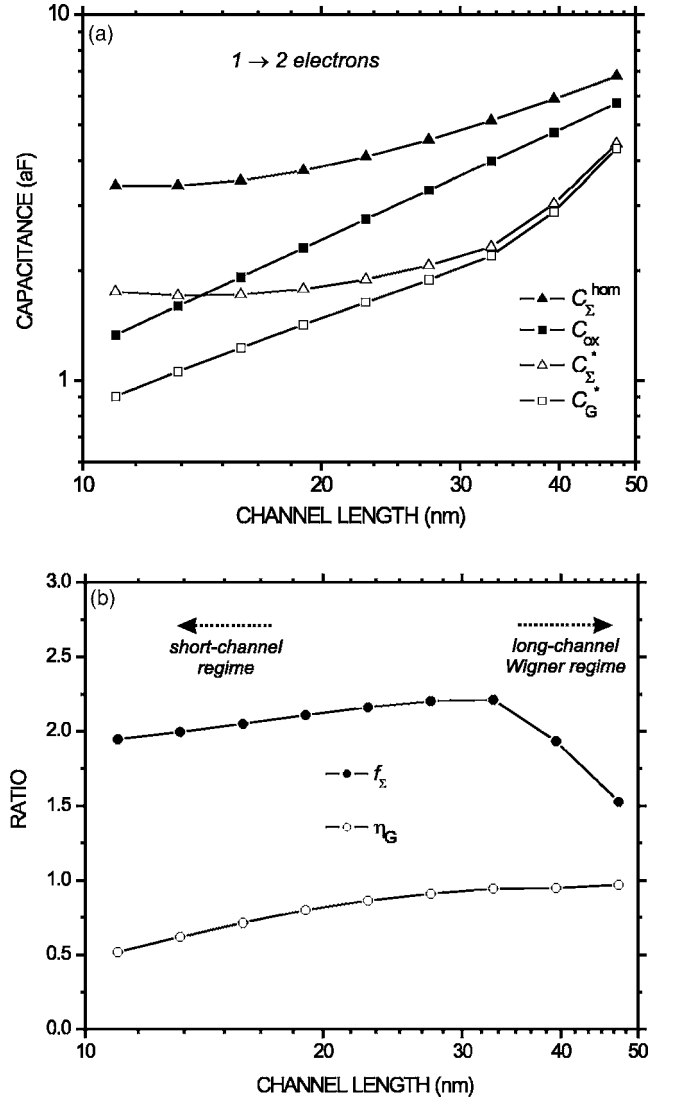 (a)
1 → 2 electrons
10
1
CAPACITANCE (aF)
C_Σ^hom
C_ox
C_Σ^*
C_G^*
10 20 30 40 50
CHANNEL LENGTH (nm)
(b)
3.0
2.5
2.0
1.5
1.0
0.5
0.0
RATIO
short-channel
regime
long-channel
Wigner regime
f_Σ
η_G
10 20 30 40 50
CHANNEL LENGTH (nm)